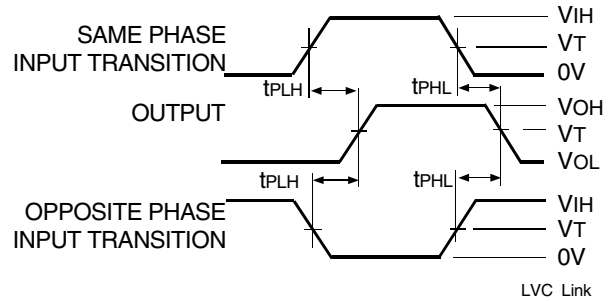 SAME PHASE
INPUT TRANSITION
VIH
VT
0V
tPLH
tPHL
OUTPUT
VOH
VT
VOL
tPLH
tPHL
OPPOSITE PHASE
INPUT TRANSITION
VIH
VT
0V
LVC Link